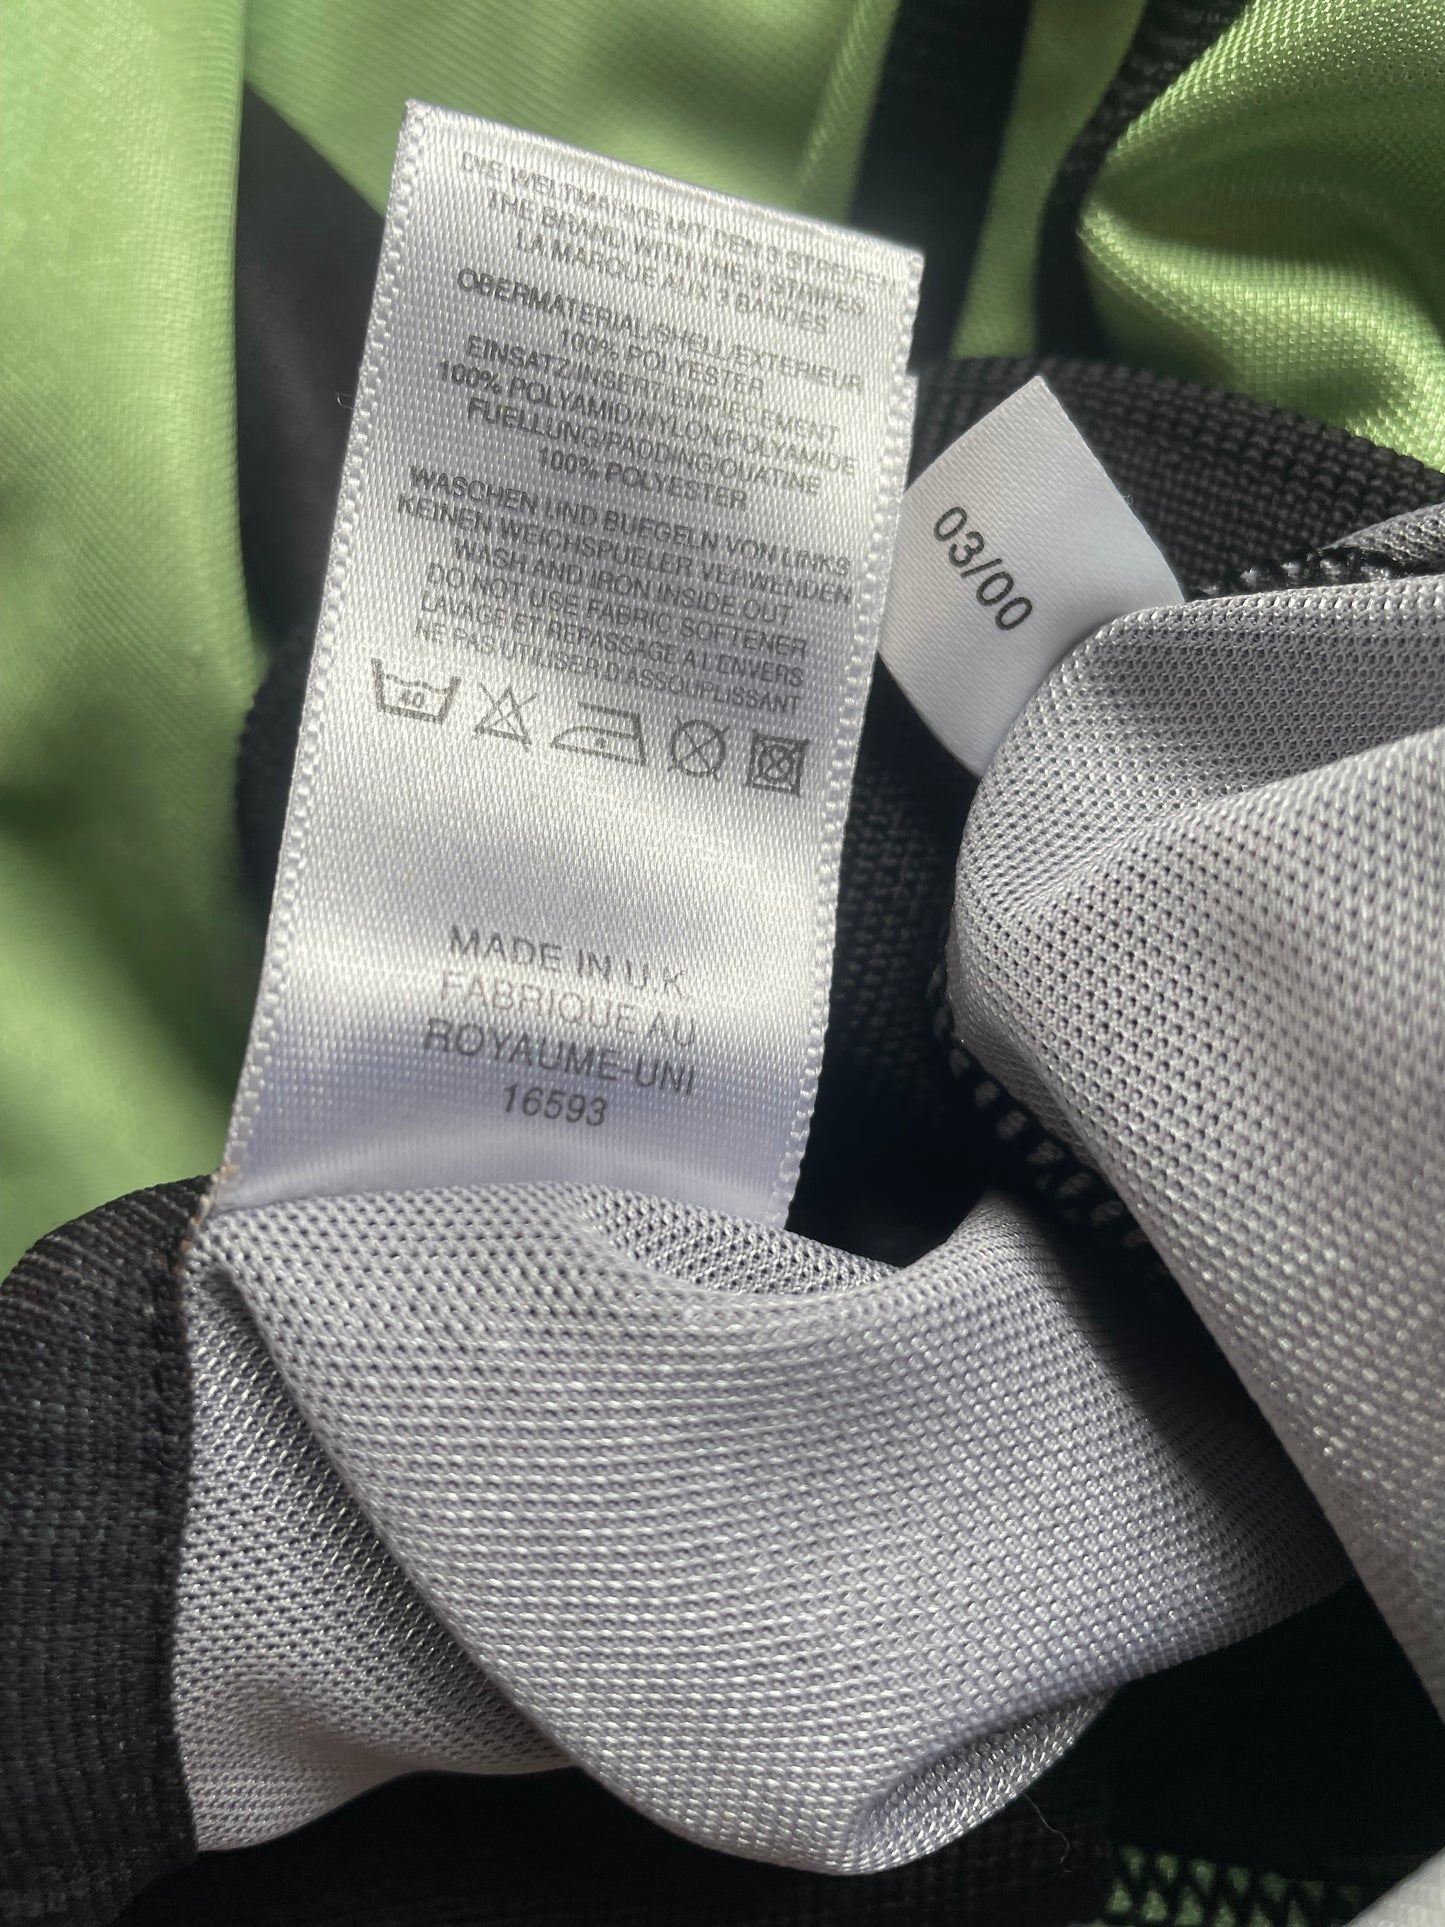 DIE WELTMARKE MIT DEN 3 STREIFEN
THE BRAND WITH THE 3 STRIPES
LA MARQUE AUX 3 BANDES
OBERMATERIAL/SHELL/EXTERIEUR
100% POLYESTER
EINSATZ/INSERT/EMPIECEMENT
100% POLYAMID/NYLON/POLYAMIDE
FUELLUNG/PADDING/OUATINE
100% POLYESTER
WASCHEN UND BUEGELN VON LINKS
KEINEN WEICHSPUELER VERWENDEN
WASH AND IRON INSIDE OUT
DO NOT USE FABRIC SOFTENER
LAVAGE ET REPASSAGE A L ENVERS
NE PAS UTILISER D ASSOUPLISSANT
40
MADE IN U.K.
FABRIQUE AU
ROYAUME-UNI
16593
03/00